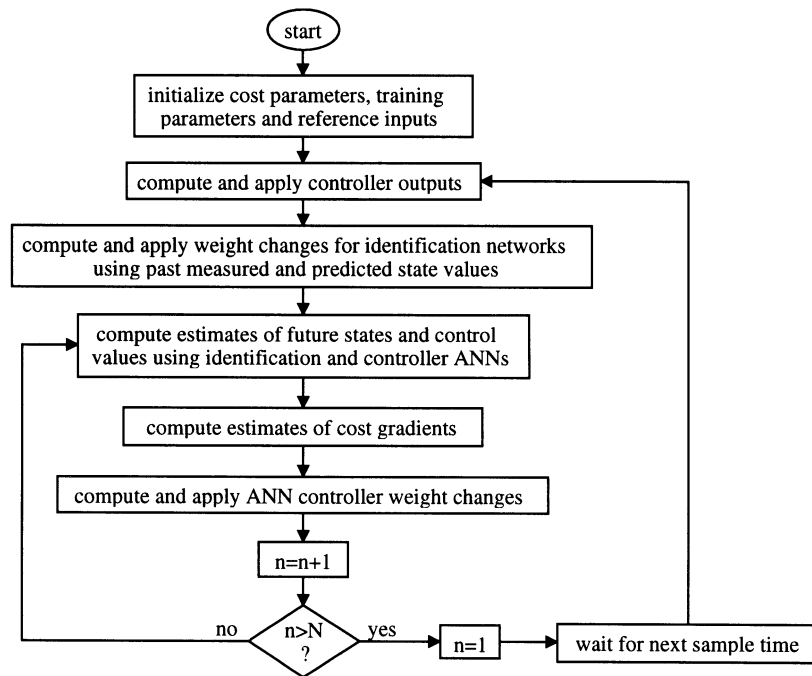 start
initialize cost parameters, training
parameters and reference inputs
compute and apply controller outputs
compute and apply weight changes for identification networks
using past measured and predicted state values
compute estimates of future states and control
values using identification and controller ANNs
compute estimates of cost gradients
compute and apply ANN controller weight changes
n=n+1
no
n>N
?
yes
n=1
wait for next sample time